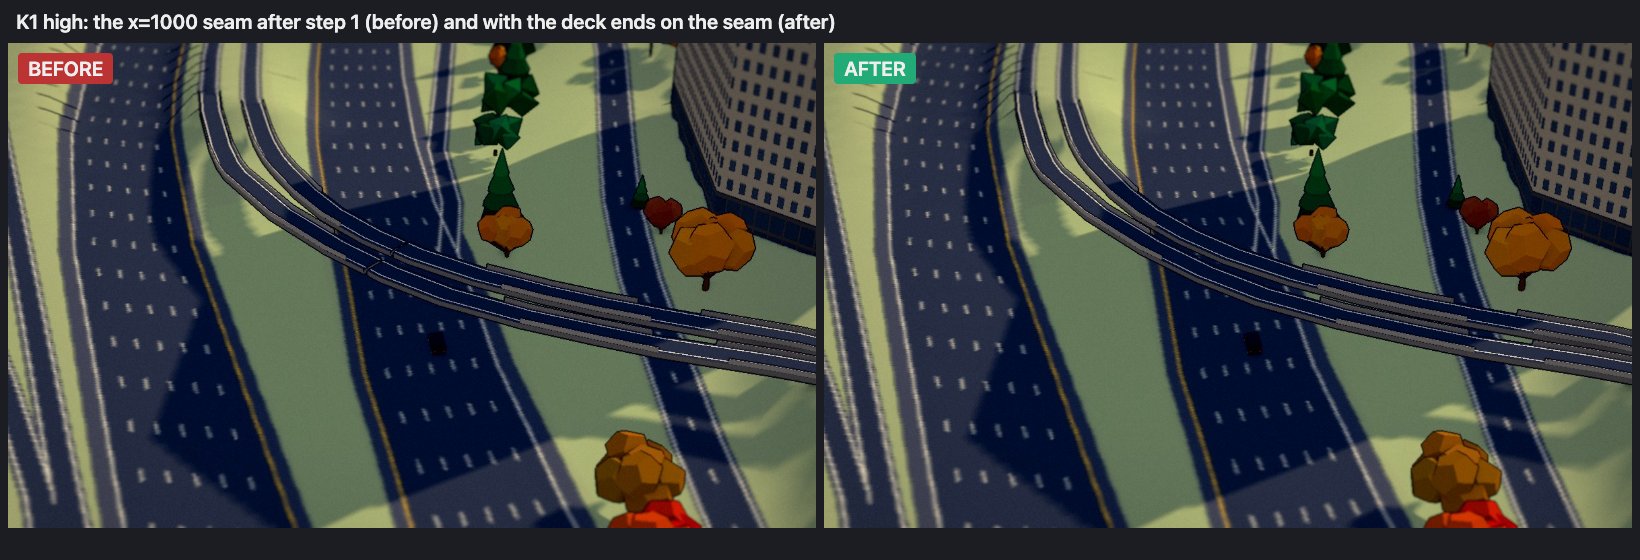 K1 high: the x=1000 seam after step 1 (before) and with the deck ends on the seam (after)
BEFORE
AFTER